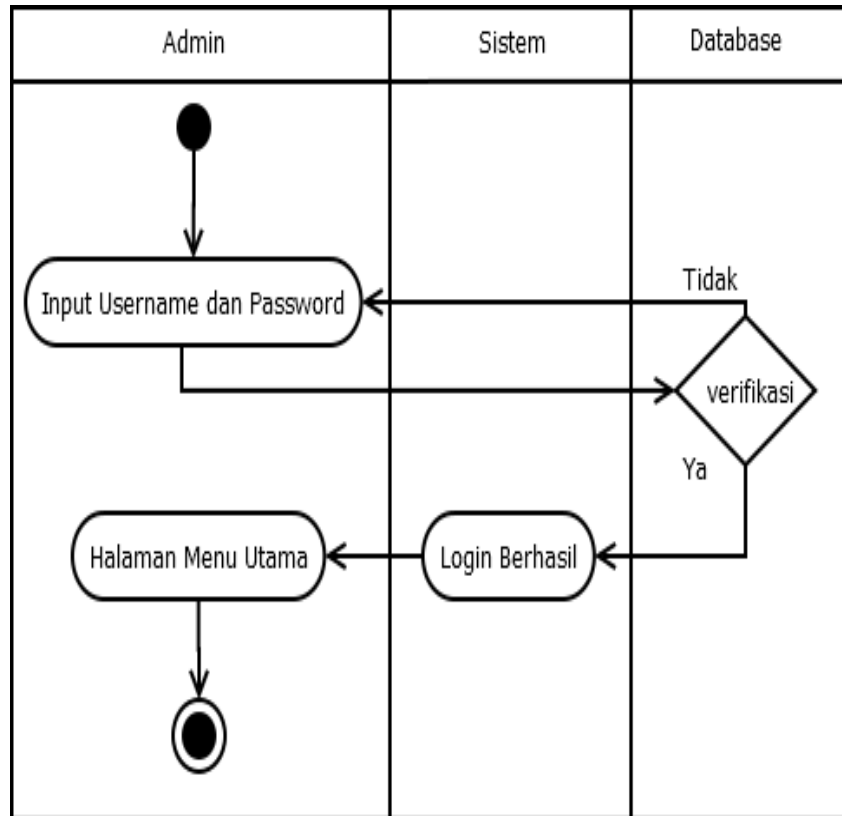 Admin
Sistem
Database
Input Username dan Password
Tidak
verifikasi
Ya
Halaman Menu Utama
Login Berhasil